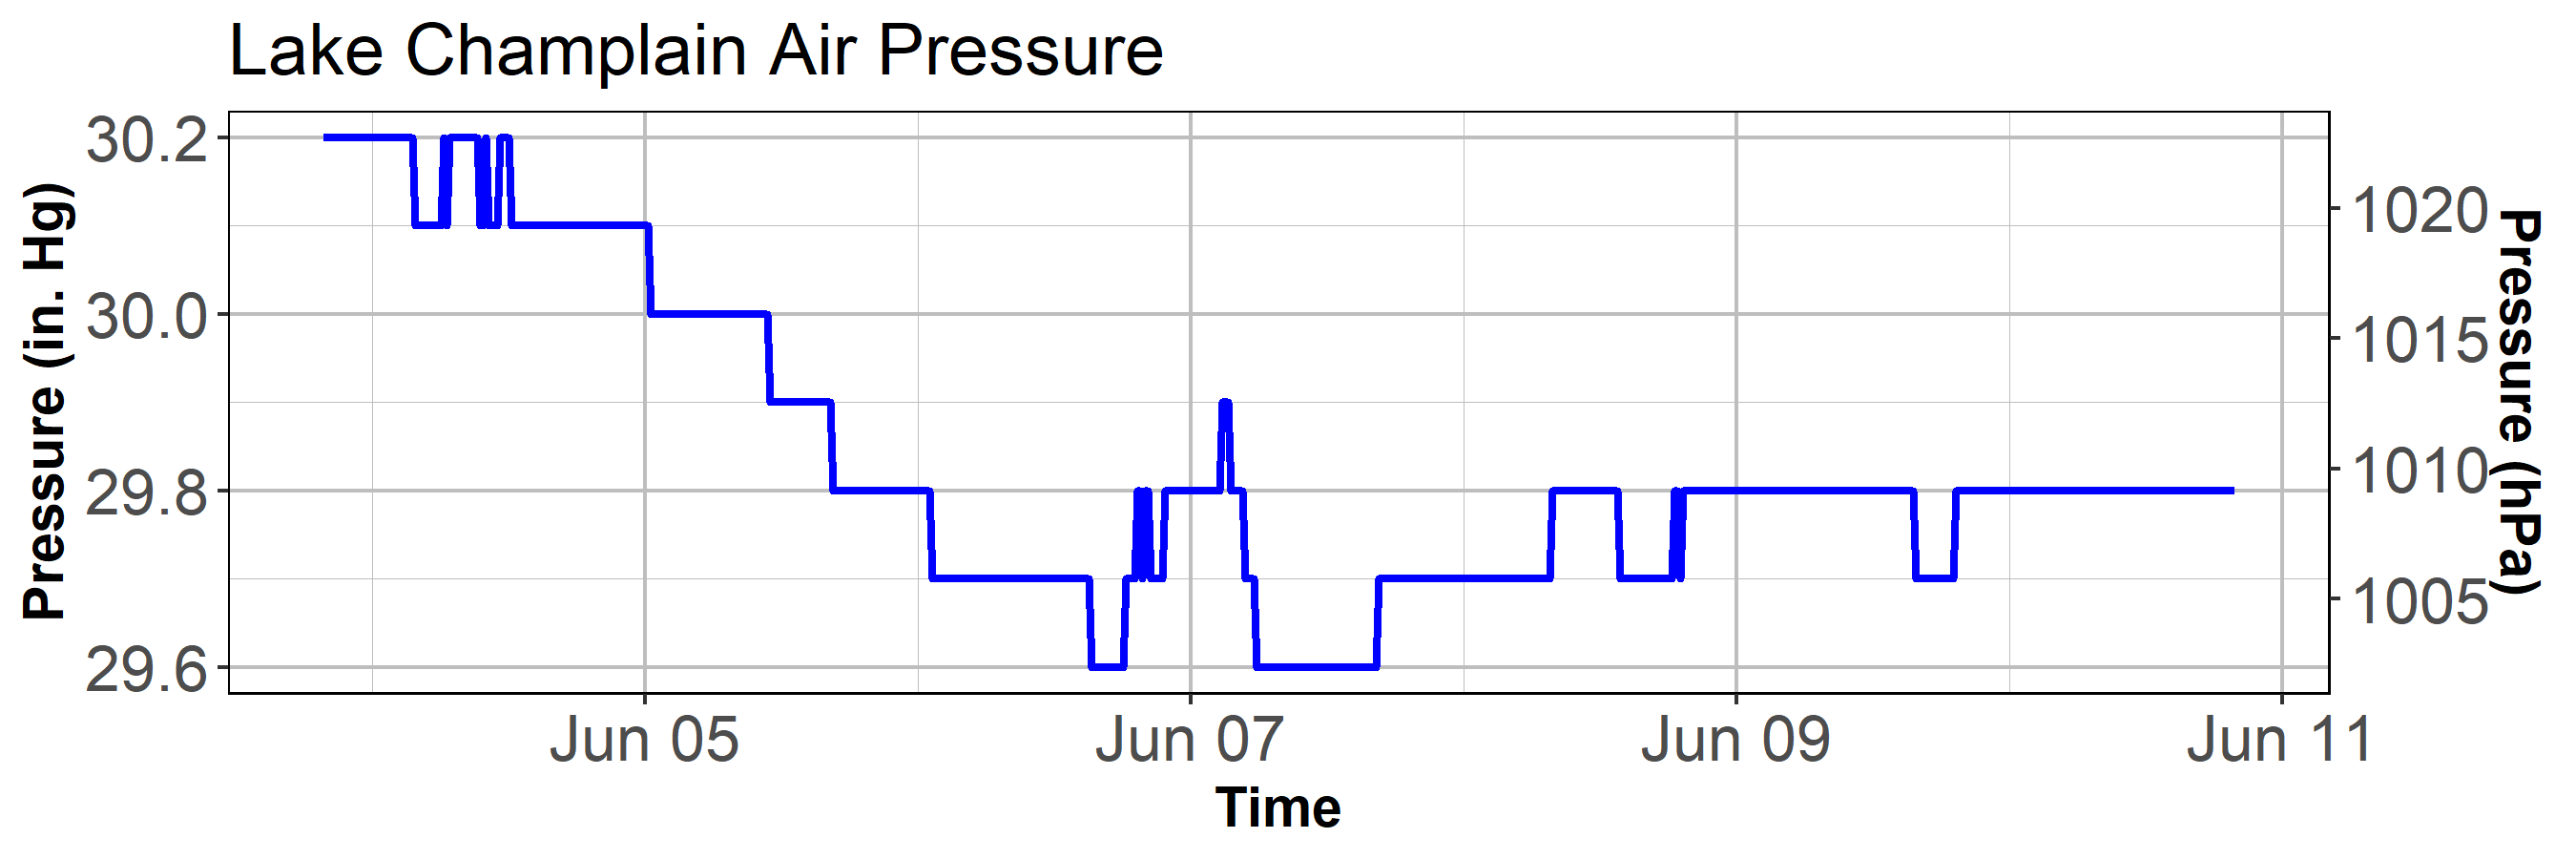 Lake Champlain Air Pressure
Pressure (in. Hg)
30.2
30.0
29.8
29.6
1020
1015
1010
1005
Pressure (hPa)
Jun 05
Jun 07
Jun 09
Jun 11
Time